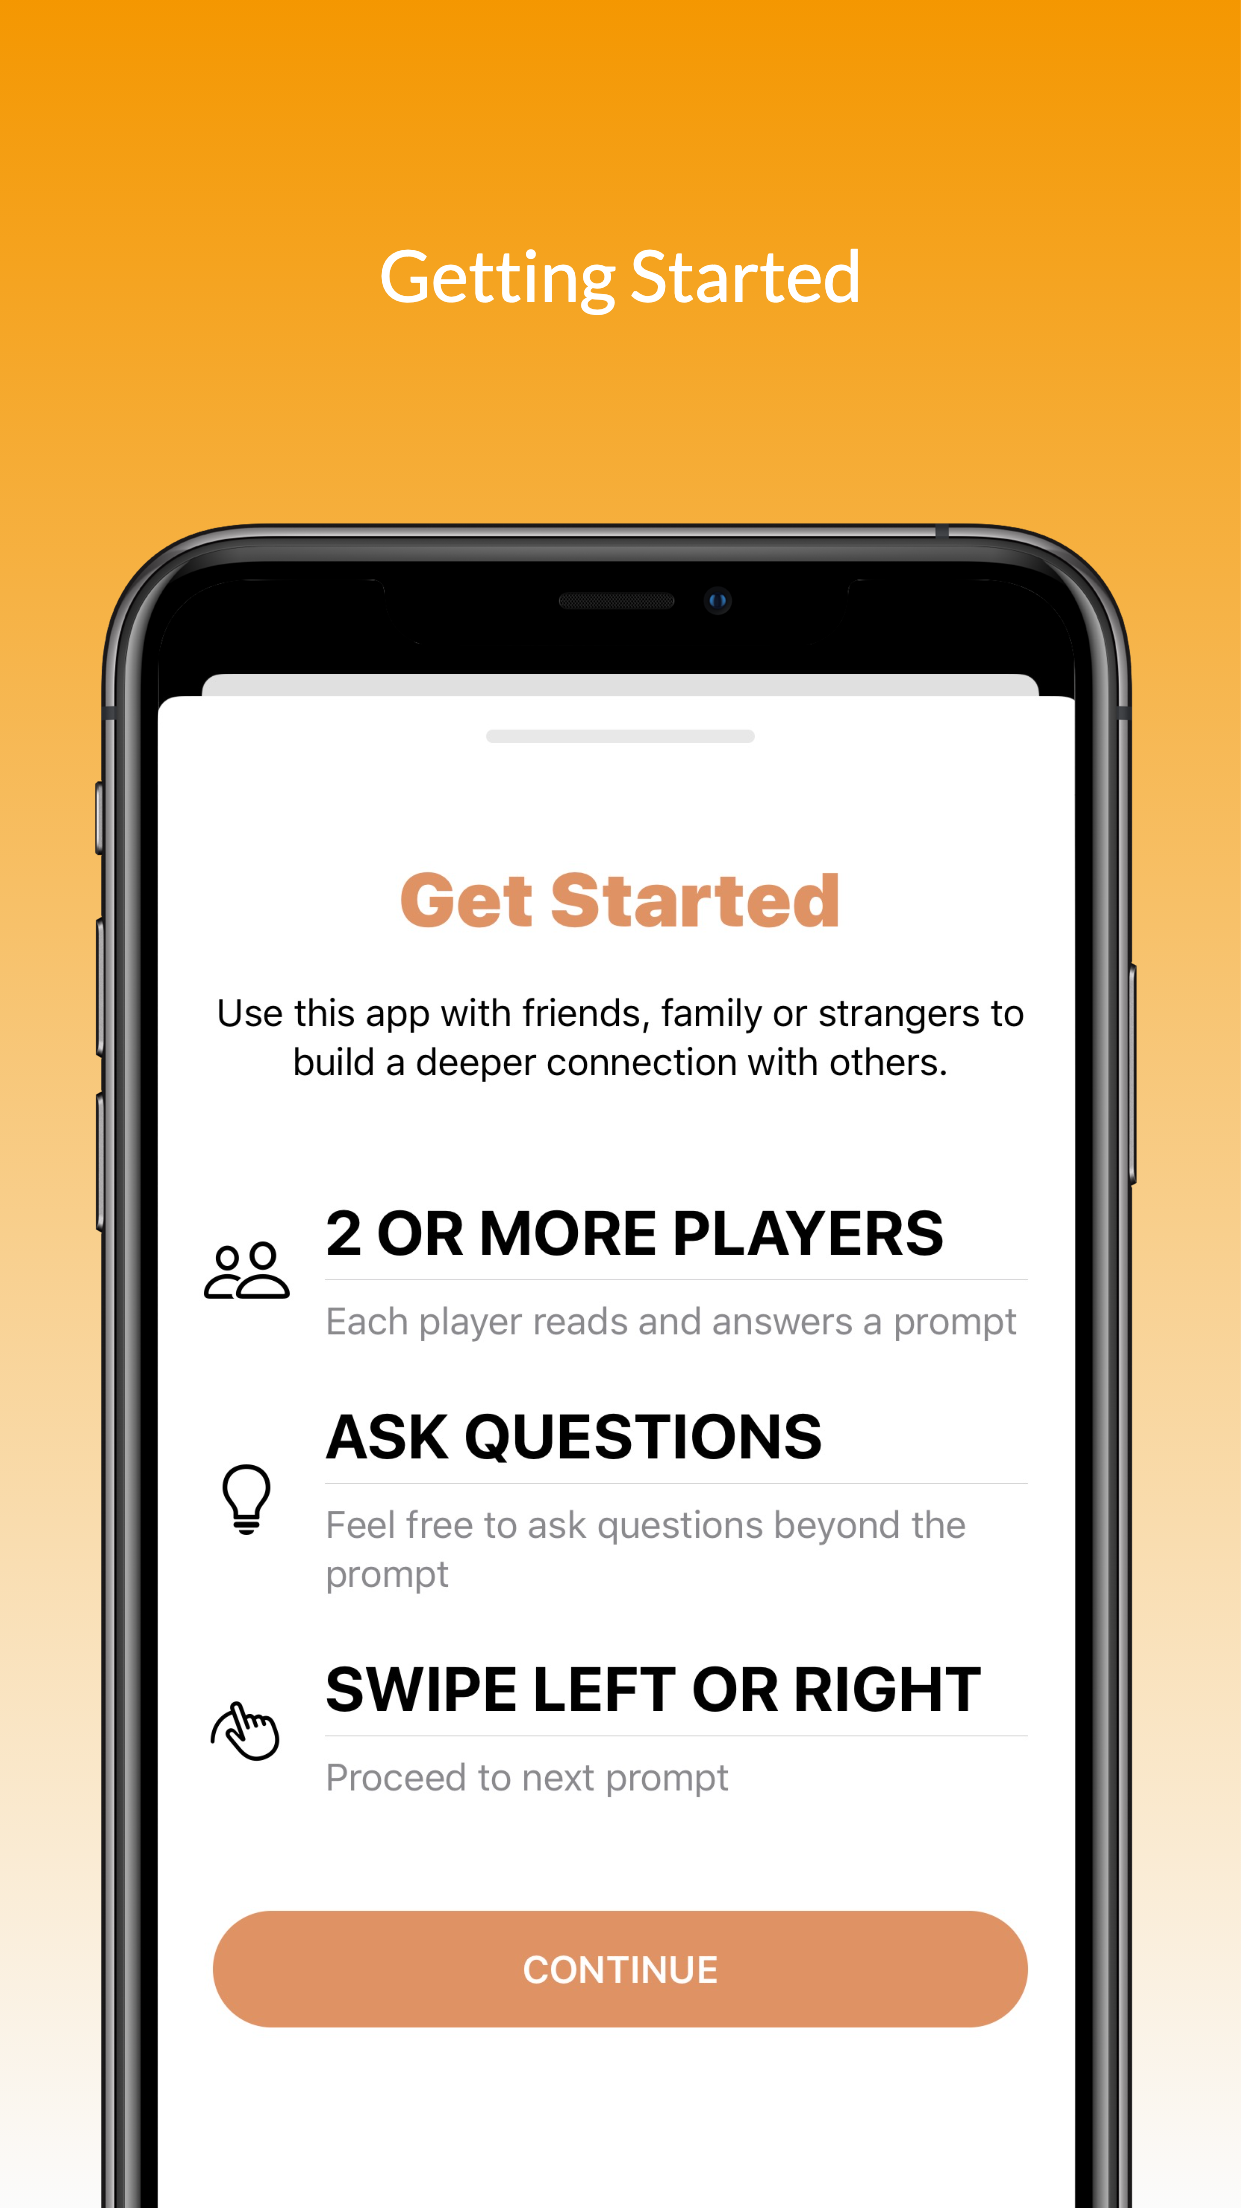 Getting Started
Get Started
Use this app with friends, family or strangers to
build a deeper connection with others.
2 OR MORE PLAYERS
Each player reads and answers a prompt
ASK QUESTIONS
Feel free to ask questions beyond the
prompt
SWIPE LEFT OR RIGHT
Proceed to next prompt
CONTINUE